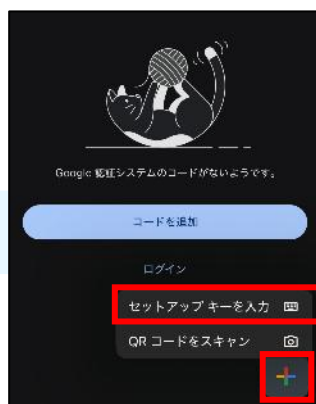 Google 認証システムのコードがないようです。
コードを追加
ログイン
セットアップ キーを入力
QR コードをスキャン